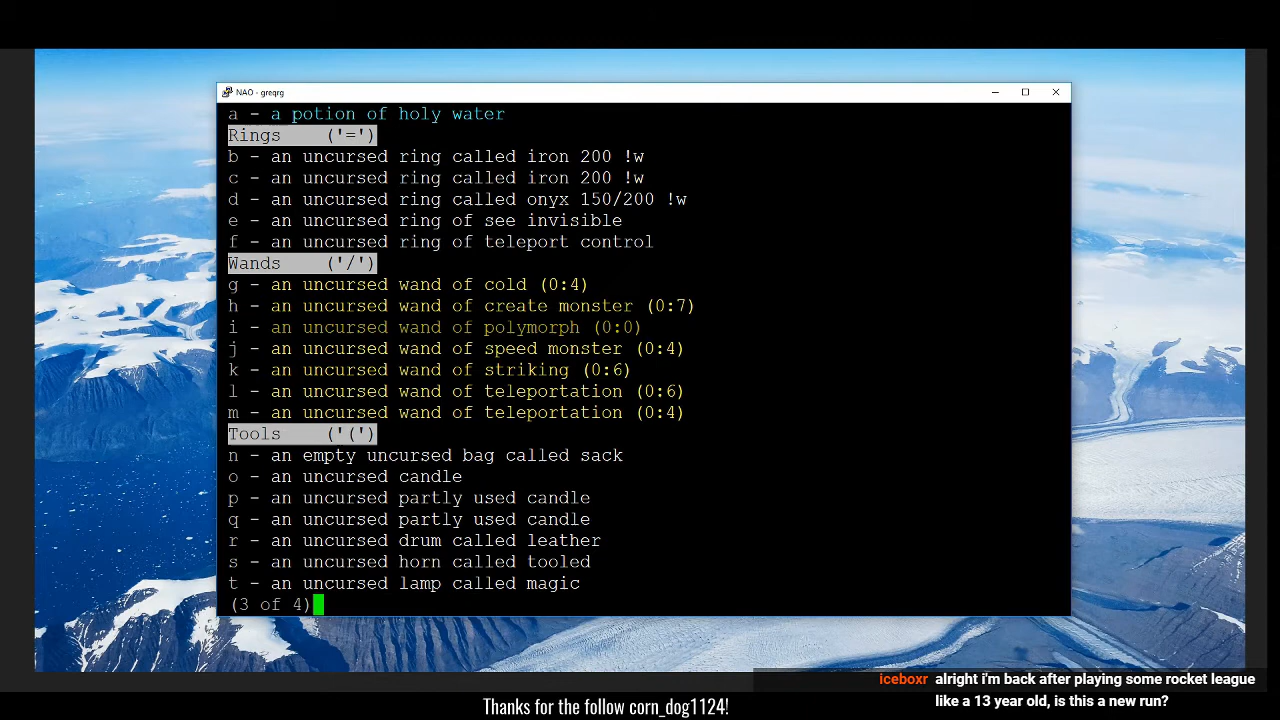 NAO - greqrg
a - a potion of holy water
Rings ('=')
b - an uncursed ring called iron 200 !w
c - an uncursed ring called iron 200 !w
d - an uncursed ring called onyx 150/200 !w
e - an uncursed ring of see invisible
f - an uncursed ring of teleport control
Wands ('/')
g - an uncursed wand of cold (0:4)
h - an uncursed wand of create monster (0:7)
i - an uncursed wand of polymorph (0:0)
j - an uncursed wand of speed monster (0:4)
k - an uncursed wand of striking (0:6)
l - an uncursed wand of teleportation (0:6)
m - an uncursed wand of teleportation (0:4)
Tools ('(')
n - an empty uncursed bag called sack
o - an uncursed candle
p - an uncursed partly used candle
q - an uncursed partly used candle
r - an uncursed drum called leather
s - an uncursed horn called tooled
t - an uncursed lamp called magic
(3 of 4)
iceboxr alright i'm back after playing some rocket league
like a 13 year old, is this a new run?
Thanks for the follow corn_dog1124!